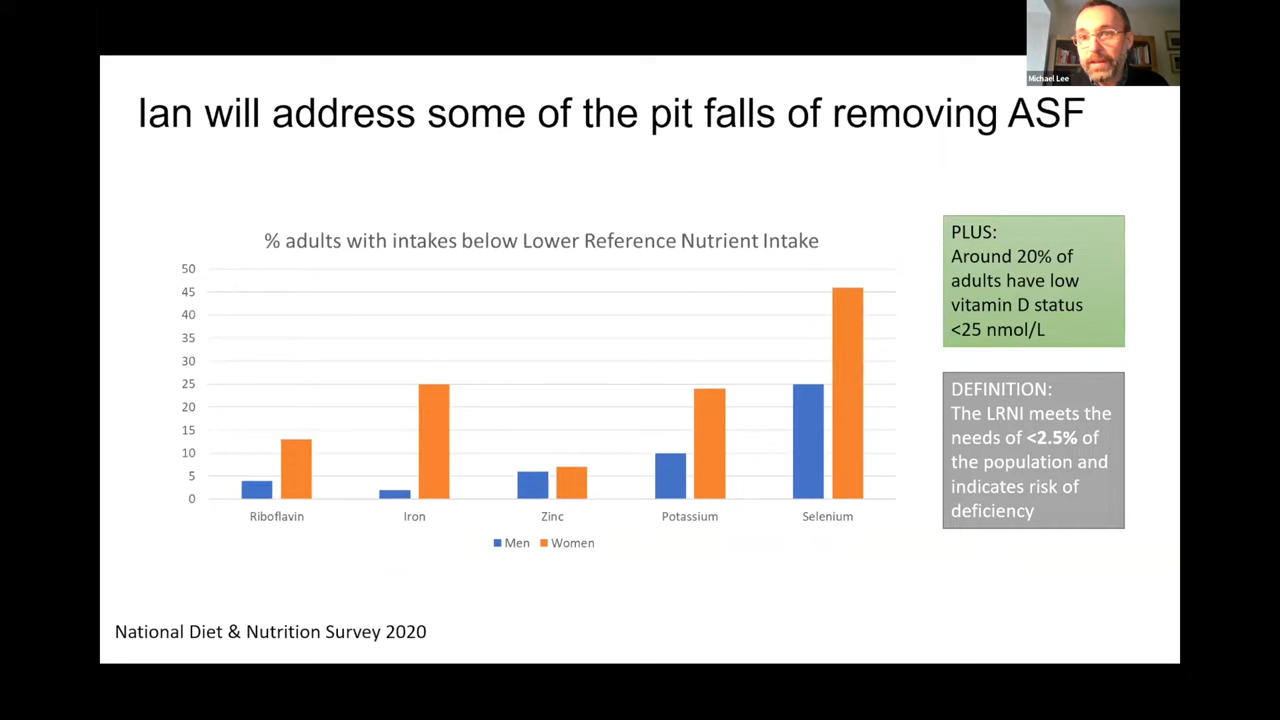 Michael Lee
Ian will address some of the pit falls of removing ASF
% adults with intakes below Lower Reference Nutrient Intake
50
45
40
35
30
25
20
15
10
5
0
Riboflavin Iron Zinc Potassium Selenium
Men Women
PLUS:
Around 20% of
adults have low
vitamin D status
<25 nmol/L
DEFINITION:
The LRNI meets the
needs of <2.5% of
the population and
indicates risk of
deficiency
National Diet & Nutrition Survey 2020